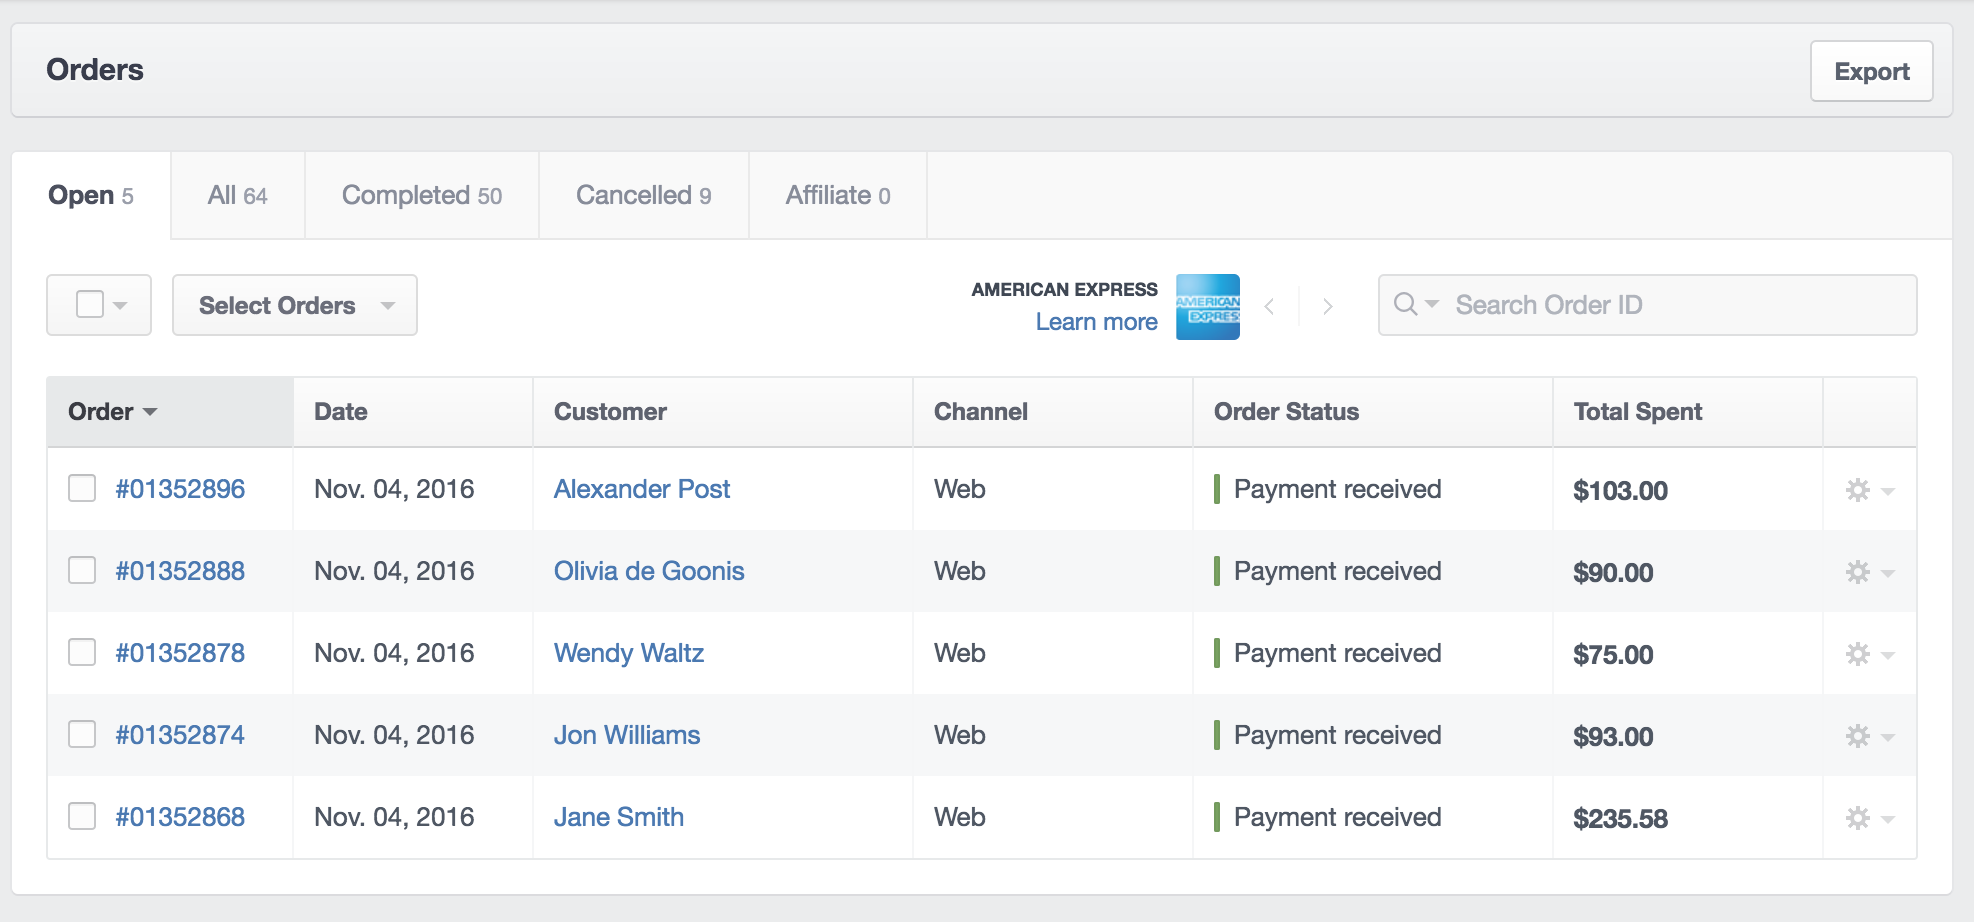 Orders
Export
Open 5
All 64
Completed 50
Cancelled 9
Affiliate 0
Select Orders
AMERICAN EXPRESS
Learn more
AMERICAN
EXPRESS
Search Order ID
Order Date Customer Channel Order Status Total Spent
#01352896 Nov. 04, 2016 Alexander Post Web Payment received $103.00
#01352888 Nov. 04, 2016 Olivia de Goonis Web Payment received $90.00
#01352878 Nov. 04, 2016 Wendy Waltz Web Payment received $75.00
#01352874 Nov. 04, 2016 Jon Williams Web Payment received $93.00
#01352868 Nov. 04, 2016 Jane Smith Web Payment received $235.58